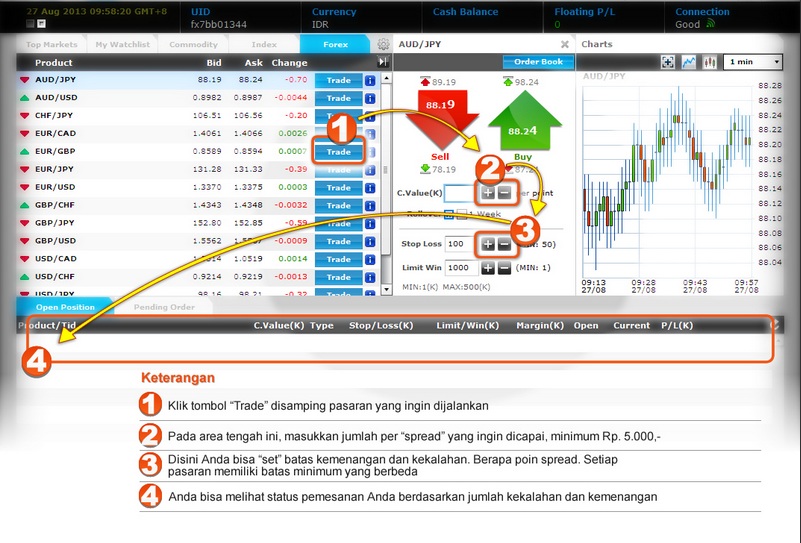 27 Aug 2013 09:58:20 GMT+8
UID
fx7bb01344
Currency
IDR
Cash Balance
Floating P/L
0
Connection
Good
Top Markets
My Watchlist
Commodity
Index
Forex
Product Bid Ask Change
AUD/JPY 88.19 88.24 -0.70 Trade
AUD/USD 0.8982 0.8987 -0.0044 Trade
CHF/JPY 106.51 106.56 -0.20 Trade
EUR/CAD 1.4061 1.4066 0.0026
EUR/GBP 0.8589 0.8594 0.0007 Trade
EUR/JPY 131.28 131.33 -0.39 Trade
EUR/USD 1.3370 1.3375 0.0003 Trade
GBP/CHF 1.4343 1.4348 -0.0032 Trade
GBP/JPY 152.80 152.85 -0.59 Trade
GBP/USD 1.5562 -0.0009 Trade
USD/CAD 1.0519 0.0014 Trade
USD/CHF 0.9214 0.9219 -0.0013 Trade
USD/JPY 98.16 98.21 Trade
1
AUD/JPY
Order Book
89.19 98.24
88.19
88.24
Sell Buy
78.19
2
C.Value(K) per point
Rollover 1 Week
3
Stop Loss 100 (MIN: 50)
Limit Win 1000 (MIN: 1)
MIN:1(K) MAX:500(K)
Charts
1 min
AUD/JPY
88.28
88.26
88.24
88.22
88.20
88.18
88.16
88.14
88.12
88.10
88.08
88.06
88.04
09:13 09:28 09:43 09:57
27/08 27/08 27/08 27/08
Open Position
Pending Order
Product/Tid C.Value(K) Type Stop/Loss(K) Limit/Win(K) Margin(K) Open Current P/L(K)
4
Keterangan
1 Klik tombol “Trade” disamping pasaran yang ingin dijalankan
2 Pada area tengah ini, masukkan jumlah per “spread” yang ingin dicapai, minimum Rp. 5.000,-
3 Disini Anda bisa “set” batas kemenangan dan kekalahan. Berapa poin spread. Setiap
pasaran memiliki batas minimum yang berbeda
4 Anda bisa melihat status pemesanan Anda berdasarkan jumlah kekalahan dan kemenangan